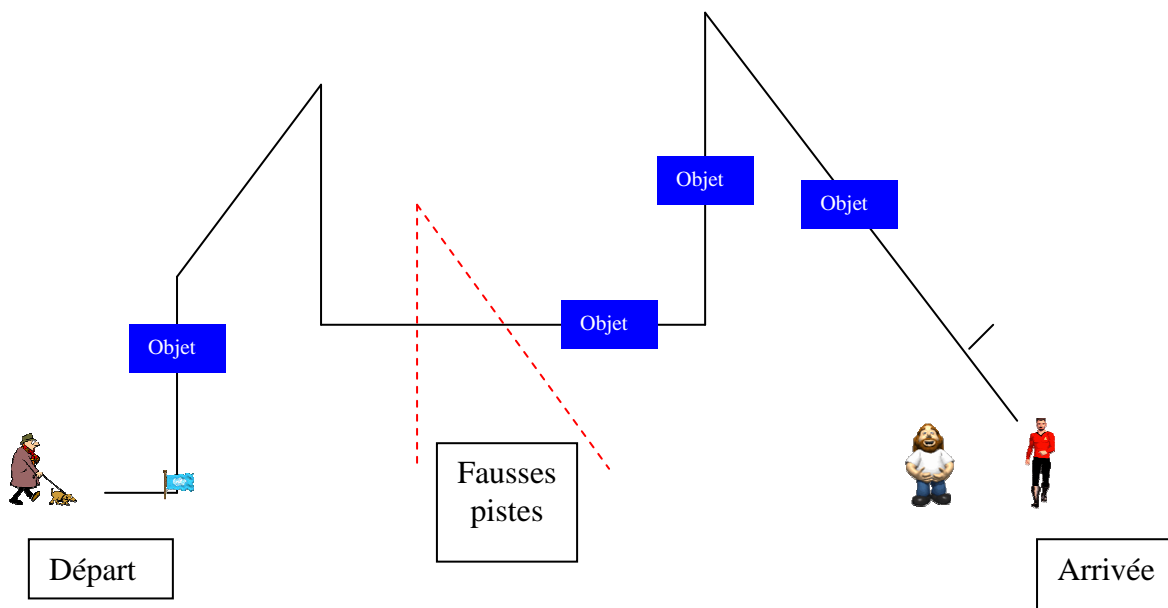 Objet
Objet
Objet
Objet
Fausses
pistes
Départ
Arrivée